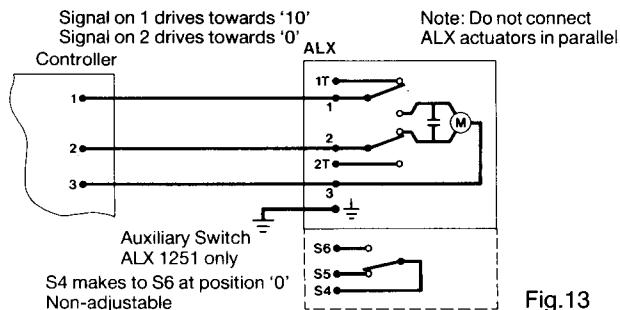 Signal on 1 drives towards ‘10’
Signal on 2 drives towards ‘0’
Note: Do not connect
ALX actuators in parallel
Controller
ALX
1T
1
1
M
2
2
2T
3
3
Auxiliary Switch
ALX 1251 only
S4 makes to S6 at position ‘0’
Non-adjustable
S6
S5
S4
Fig.13